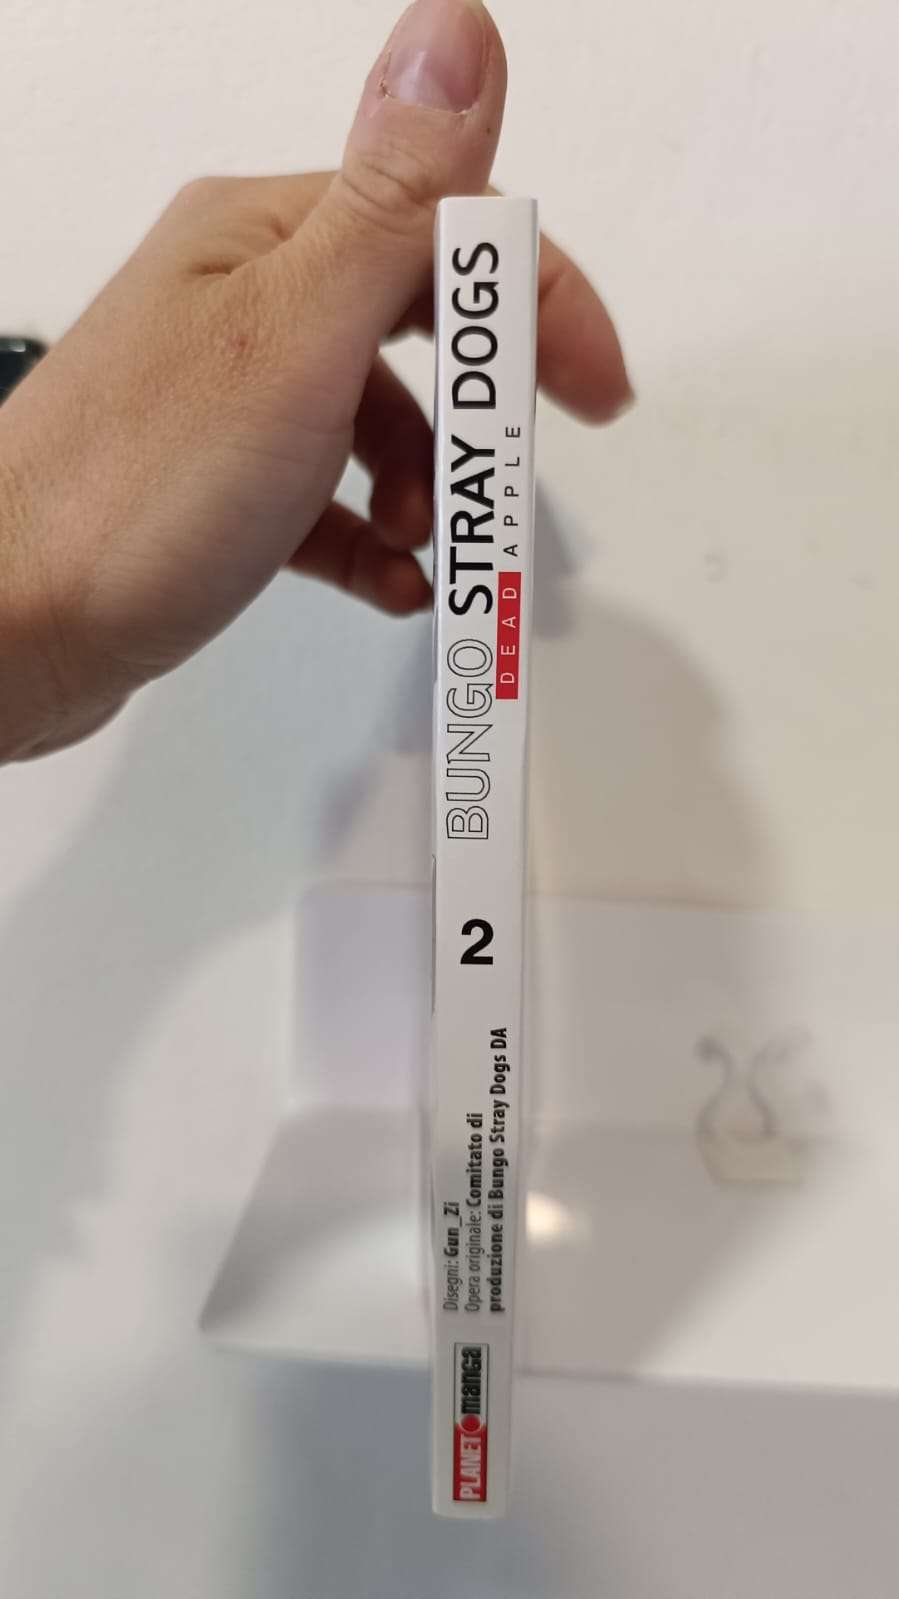 BUNGO STRAY DOGS
DEAD APPLE
2
Disegni: Gun_Zi
Opera originale: Comitato di
produzione di Bungo Stray Dogs DA
PLANET manga